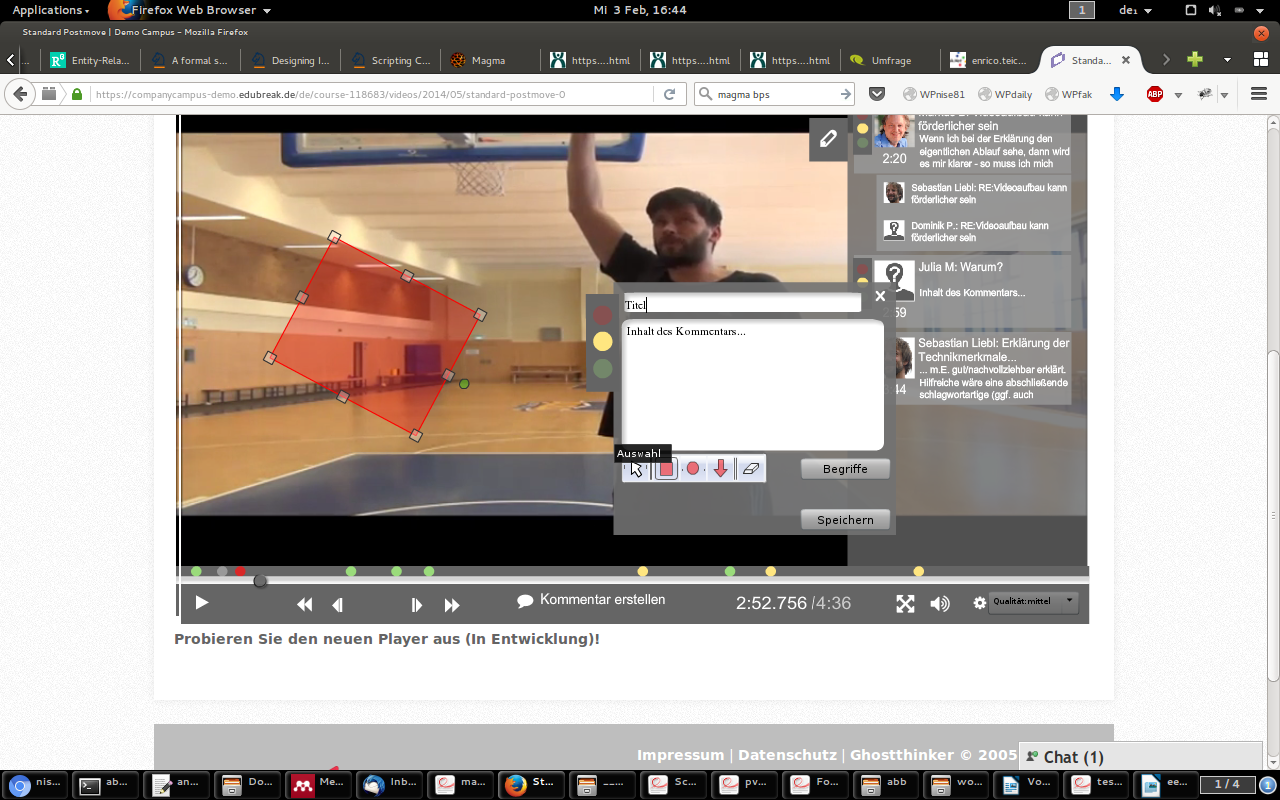 Applications
Firefox Web Browser
Mi 3 Feb, 16:44
1
de₁
Standard Postmove | Demo Campus – Mozilla Firefox
...
Entity-Rela...
A formal s...
Designing I...
Scripting C...
Magma
https....html
https....html
https....html
Umfrage
enrico.teic...
Standa...
https://companycampus-demo.edubreak.de/de/course-118683/videos/2014/05/standard-postmove-0
magma bps
WPnise81
WPdaily
WPfak
ABP
förderlicher sein
Wenn ich bei der Erklärung den
eigentlichen Ablauf sehe, dann wird
es mir klarer - so muss ich mich
2:20
Sebastian Liebl: RE:Videoaufbau kann
förderlicher sein
Dominik P.: RE:Videoaufbau kann
förderlicher sein
Julia M: Warum?
Inhalt des Kommentars...
:59
Sebastian Liebl: Erklärung der
Technikmerkmale...
... m.E. gut/nachvollziehbar erklärt.
Hilfreiche wäre eine abschließende
schlagwortartige (ggf. auch
:44
Titel
Inhalt des Kommentars...
Auswahl
Begriffe
Speichern
Kommentar erstellen
2:52.756 /4:36
Qualität: mittel
Probieren Sie den neuen Player aus (In Entwicklung)!
Impressum | Datenschutz | Ghostthinker © 2005
Chat (1)
nis...
ab...
an...
Do...
Me...
Inb...
ma...
St...
__...
Sc...
pv...
Fo...
abb
wo...
Vo...
tes...
ee...
1 / 4
1